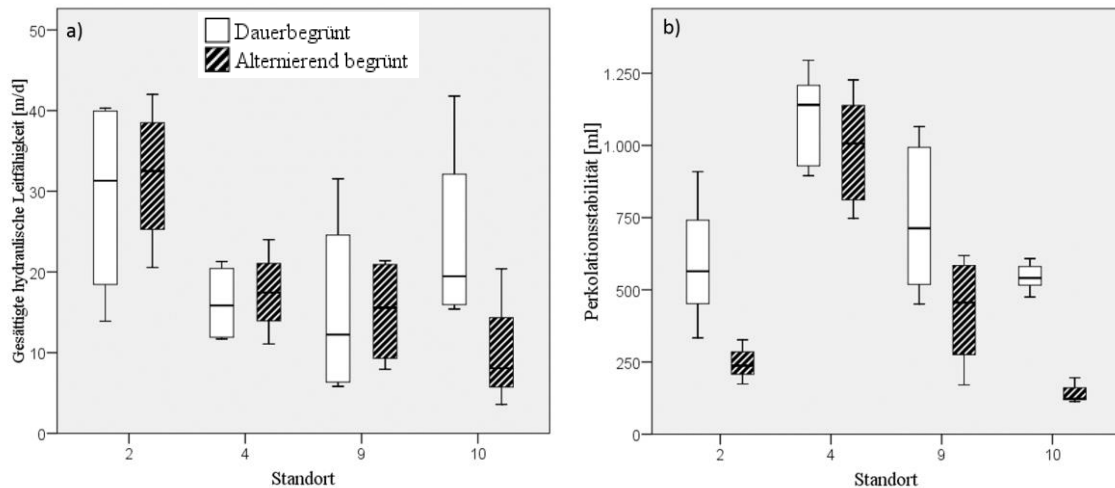 a)
Dauerbegrünt
Alternierend begrünt
Gesättigte hydraulische Leitfähigkeit [m/d]
50
40
30
20
10
0
2 4 9 10
Standort
b)
Perkolationsstabilität [ml]
1.250
1.000
750
500
250
0
2 4 9 10
Standort